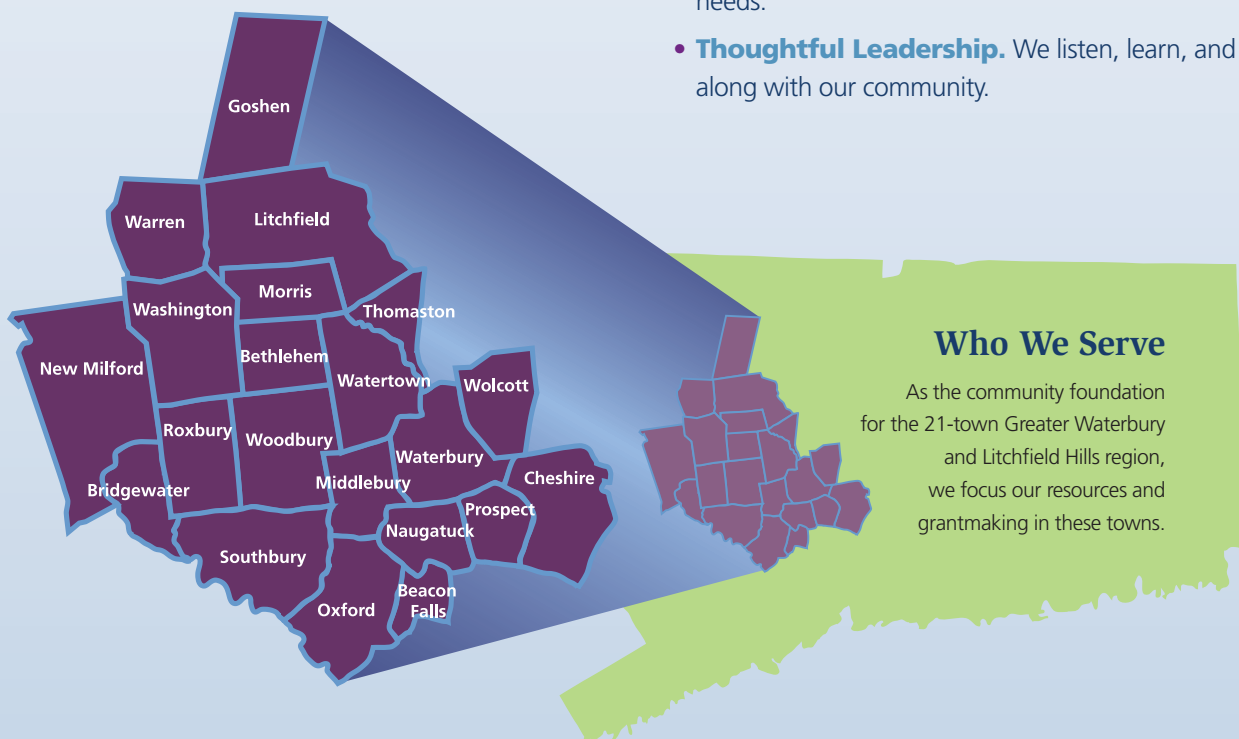 needs.
• Thoughtful Leadership. We listen, learn, and
along with our community.
Goshen
Warren
Litchfield
Morris
Washington
Thomaston
Bethlehem
New Milford
Watertown
Wolcott
Roxbury
Woodbury
Waterbury
Middlebury
Cheshire
Bridgewater
Prospect
Naugatuck
Southbury
Beacon
Falls
Oxford
Who We Serve
As the community foundation
for the 21-town Greater Waterbury
and Litchfield Hills region,
we focus our resources and
grantmaking in these towns.